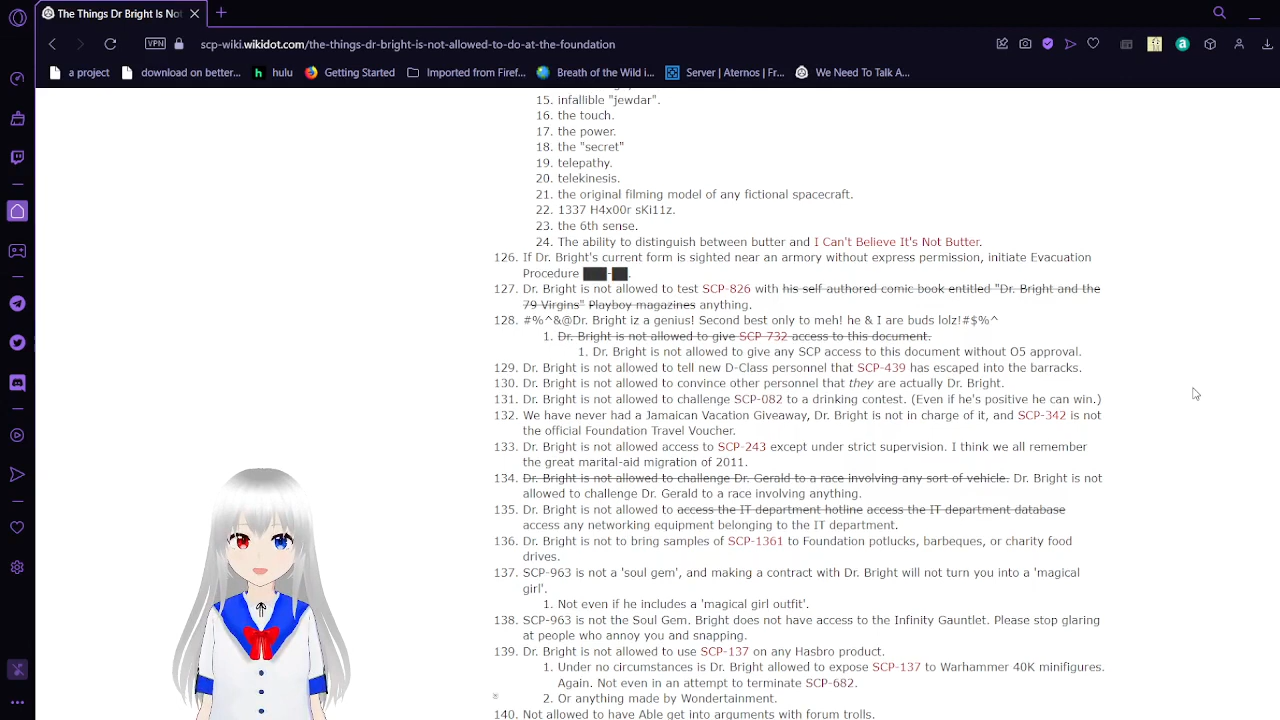 The Things Dr Bright Is Not
VPN
scp-wiki.wikidot.com/the-things-dr-bright-is-not-allowed-to-do-at-the-foundation
a project
download on better...
hulu
Getting Started
Imported from Firef...
Breath of the Wild i...
Server | Aternos | Fr...
We Need To Talk A...
15. infallible "jewdar".
16. the touch.
17. the power.
18. the "secret"
19. telepathy.
20. telekinesis.
21. the original filming model of any fictional spacecraft.
22. 1337 H4x00r sKi11z.
23. the 6th sense.
24. The ability to distinguish between butter and I Can't Believe It's Not Butter.
126. If Dr. Bright's current form is sighted near an armory without express permission, initiate Evacuation
Procedure ███-██.
127. Dr. Bright is not allowed to test SCP-826 with his self authored comic book entitled "Dr. Bright and the
79 Virgins" Playboy magazines anything.
128. #%^&@Dr. Bright iz a genius! Second best only to meh! he & I are buds lolz!#$%^
1. Dr. Bright is not allowed to give SCP-732 access to this document.
1. Dr. Bright is not allowed to give any SCP access to this document without O5 approval.
129. Dr. Bright is not allowed to tell new D-Class personnel that SCP-439 has escaped into the barracks.
130. Dr. Bright is not allowed to convince other personnel that they are actually Dr. Bright.
131. Dr. Bright is not allowed to challenge SCP-082 to a drinking contest. (Even if he's positive he can win.)
132. We have never had a Jamaican Vacation Giveaway, Dr. Bright is not in charge of it, and SCP-342 is not
the official Foundation Travel Voucher.
133. Dr. Bright is not allowed access to SCP-243 except under strict supervision. I think we all remember
the great marital-aid migration of 2011.
134. Dr. Bright is not allowed to challenge Dr. Gerald to a race involving any sort of vehicle. Dr. Bright is not
allowed to challenge Dr. Gerald to a race involving anything.
135. Dr. Bright is not allowed to access the IT department hotline access the IT department database
access any networking equipment belonging to the IT department.
136. Dr. Bright is not to bring samples of SCP-1361 to Foundation potlucks, barbeques, or charity food
drives.
137. SCP-963 is not a 'soul gem', and making a contract with Dr. Bright will not turn you into a 'magical
girl'.
1. Not even if he includes a 'magical girl outfit'.
138. SCP-963 is not the Soul Gem. Bright does not have access to the Infinity Gauntlet. Please stop glaring
at people who annoy you and snapping.
139. Dr. Bright is not allowed to use SCP-137 on any Hasbro product.
1. Under no circumstances is Dr. Bright allowed to expose SCP-137 to Warhammer 40K minifigures.
Again. Not even in an attempt to terminate SCP-682.
2. Or anything made by Wondertainment.
140. Not allowed to have Able get into arguments with forum trolls.